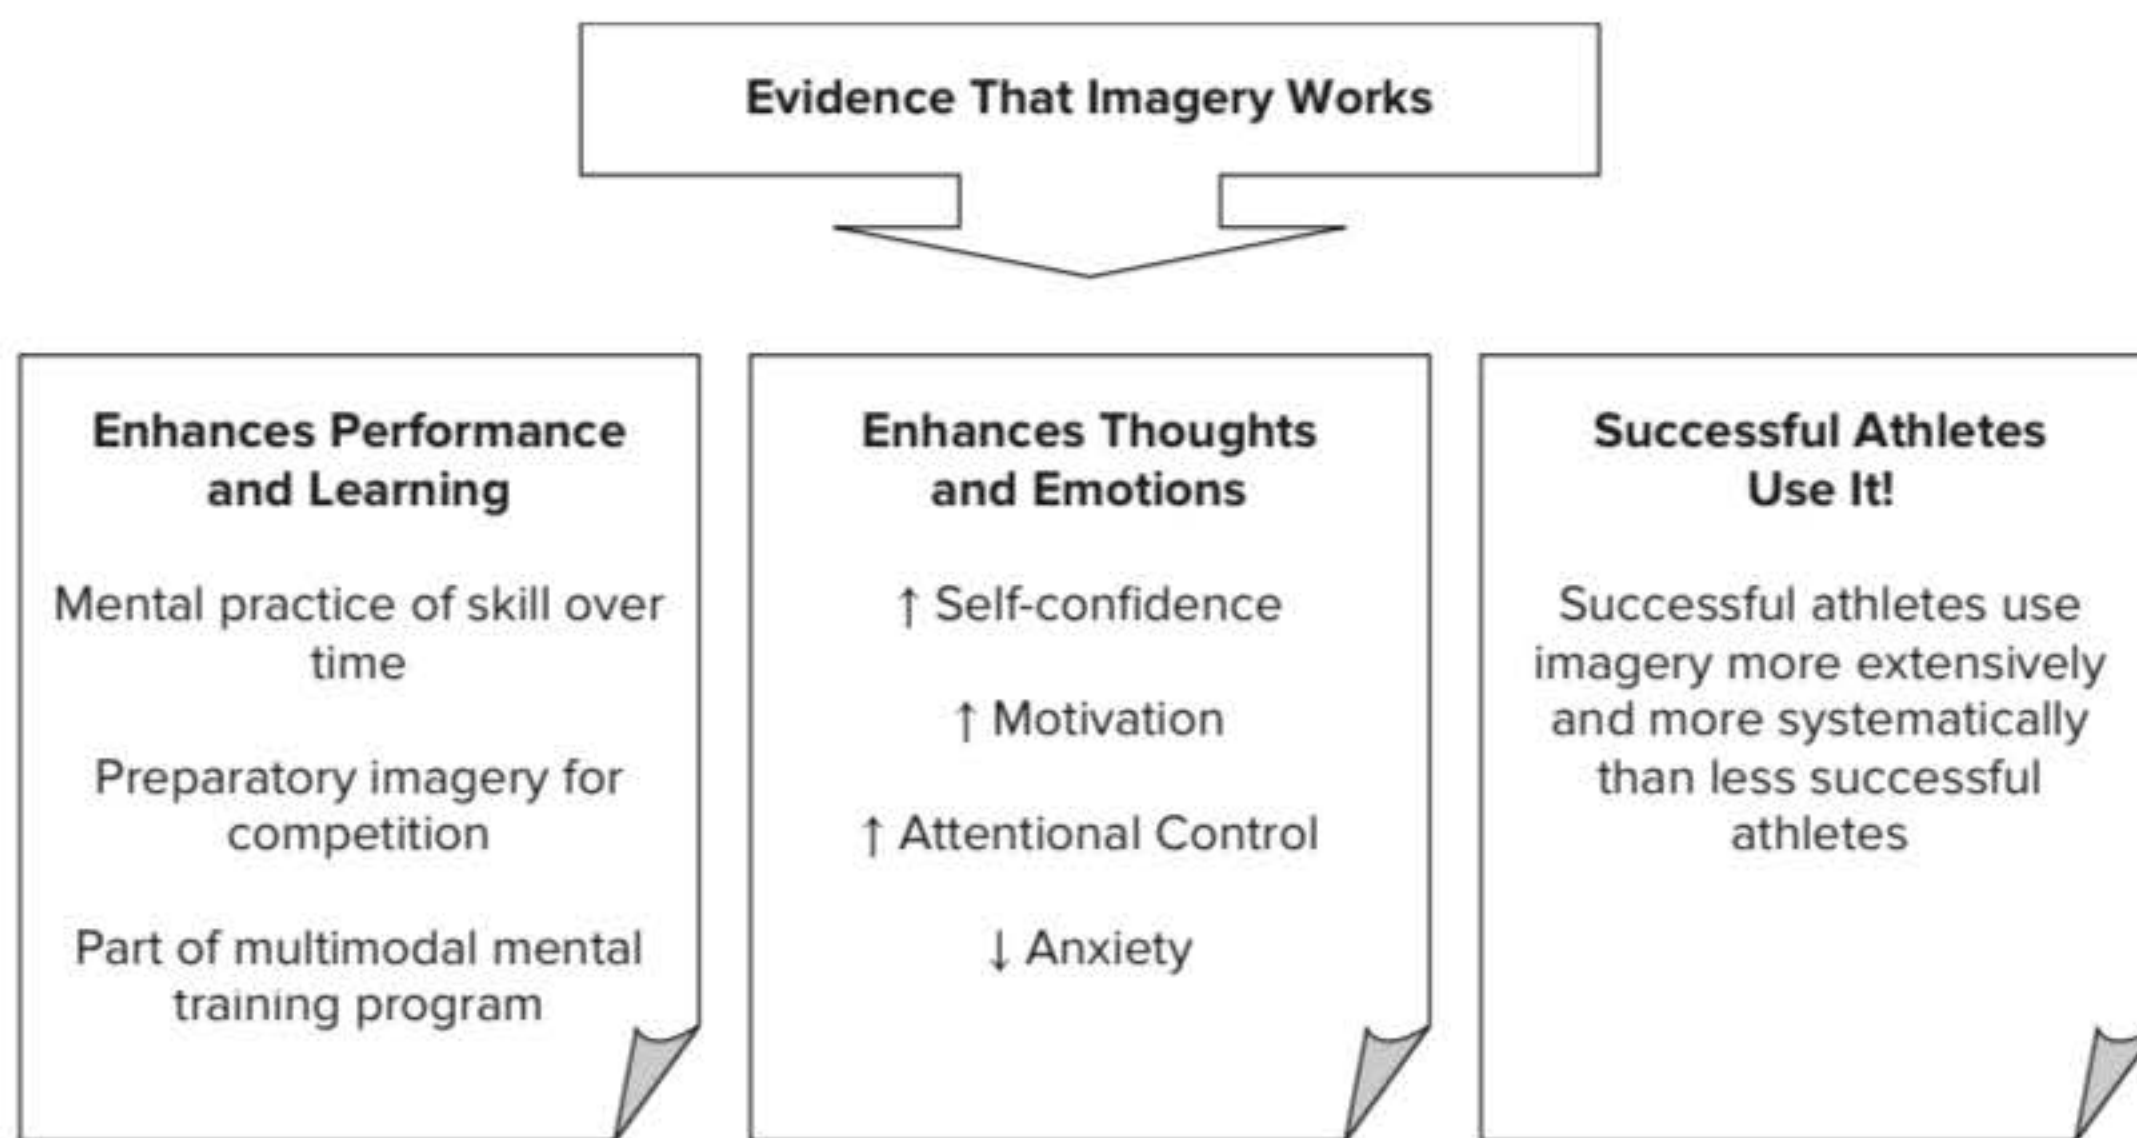 Evidence That Imagery Works
Enhances Performance
and Learning
Mental practice of skill over
time
Preparatory imagery for
competition
Part of multimodal mental
training program
Enhances Thoughts
and Emotions
↑ Self-confidence
↑ Motivation
↑ Attentional Control
↓ Anxiety
Successful Athletes
Use It!
Successful athletes use
imagery more extensively
and more systematically
than less successful
athletes